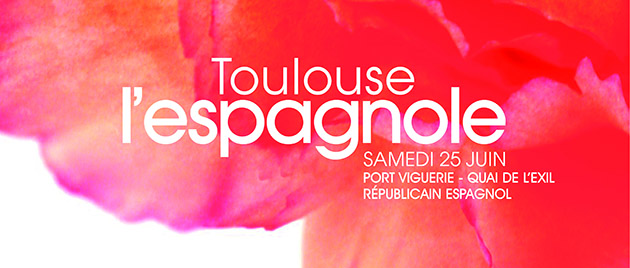 Toulouse
l'espagnole
SAMEDI 25 JUIN
PORT VIGUERIE - QUAI DE L'EXIL
RÉPUBLICAIN ESPAGNOL